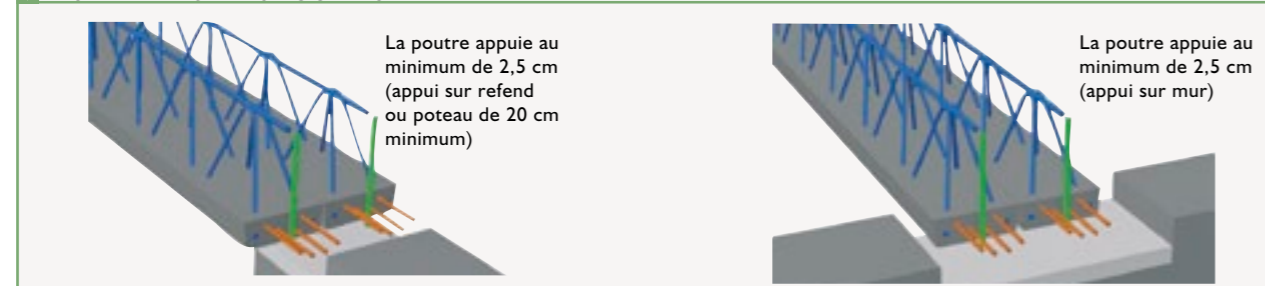 La poutre appuie au
minimum de 2,5 cm
(appui sur refend
ou poteau de 20 cm
minimum)
La poutre appuie au
minimum de 2,5 cm
(appui sur mur)